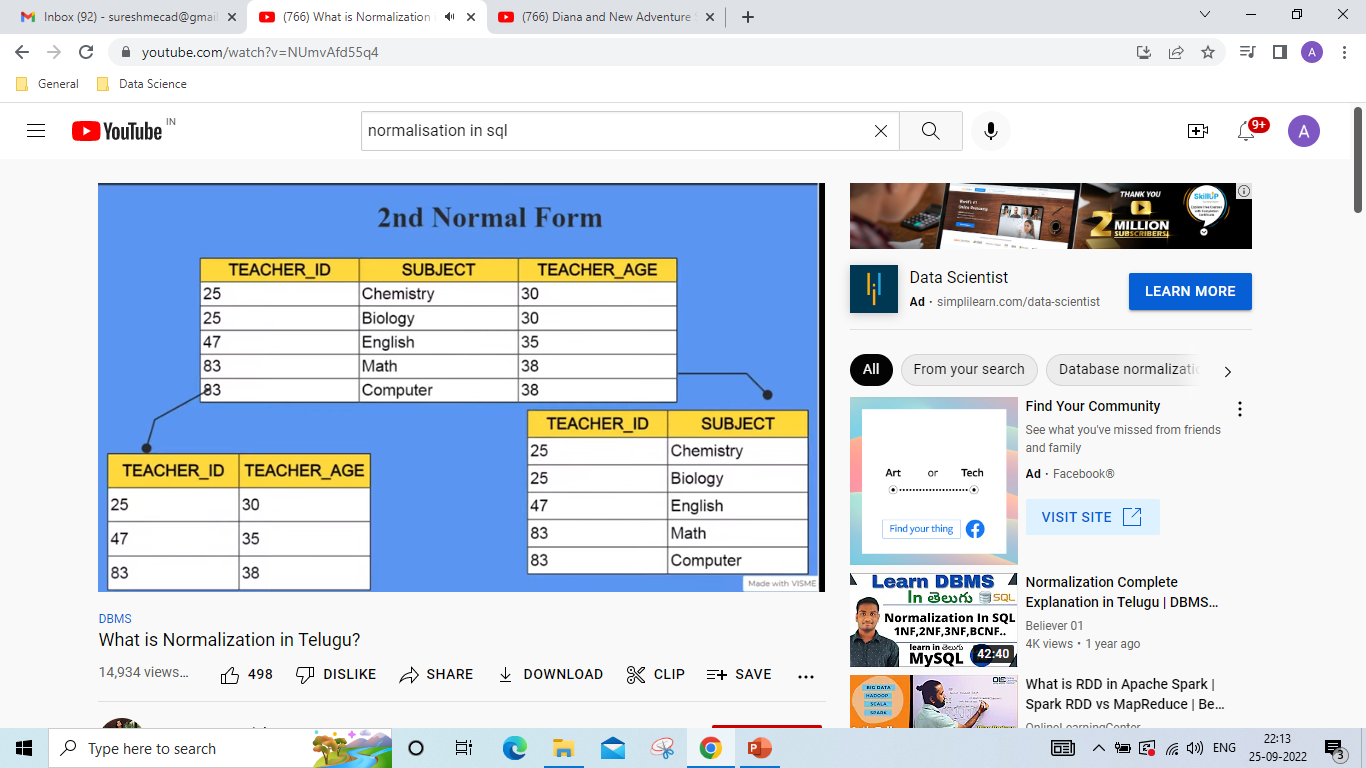 Inbox (92) - sureshmecad@gmai
(766) What is Normalization
(766) Diana and New Adventure
youtube.com/watch?v=NUmvAfd55q4
A
General
Data Science
YouTube IN
normalisation in sql
9+
A
2nd Normal Form
TEACHER_ID SUBJECT TEACHER_AGE
25 Chemistry 30
25 Biology 30
47 English 35
83 Math 38
83 Computer 38
TEACHER_ID TEACHER_AGE
25 30
47 35
83 38
TEACHER_ID SUBJECT
25 Chemistry
25 Biology
47 English
83 Math
83 Computer
Made with VISME
DBMS
What is Normalization in Telugu?
14,934 views...
498
DISLIKE
SHARE
DOWNLOAD
CLIP
SAVE
THANK YOU
2 MILLION
SUBSCRIBERS
SkillUP
Data Scientist
Ad · simplilearn.com/data-scientist
LEARN MORE
All
From your search
Database normalizatio
Art or Tech
Find your thing
Find Your Community
See what you've missed from friends
and family
Ad · Facebook®
VISIT SITE
Learn DBMS
In తెలుగు SQL
Normalization In SQL
1NF,2NF,3NF,BCNF..
learn in తెలుగు
MySQL
42:40
Normalization Complete
Explanation in Telugu | DBMS...
Believer 01
4K views · 1 year ago
BIG DATA
HADOOP
SCALA
SPARK
What is RDD in Apache Spark |
Spark RDD vs MapReduce | Be...
OnlineLearningCenter
Type here to search
ENG
22:13
25-09-2022
3